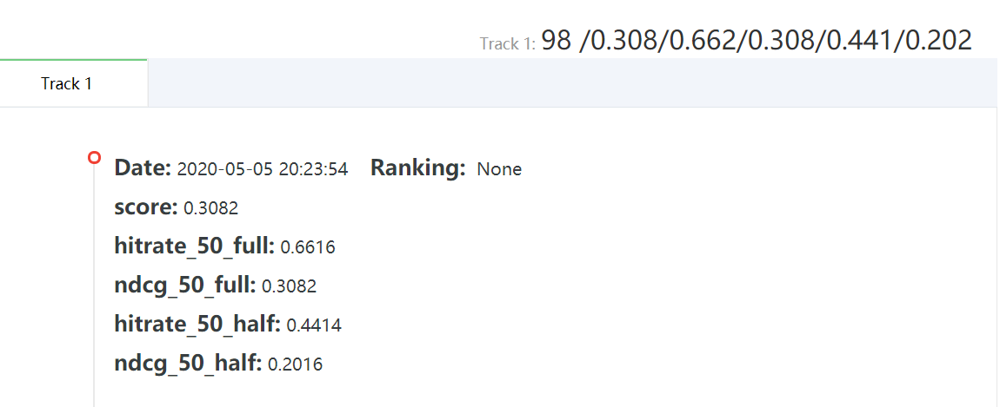 Track 1: 98 /0.308/0.662/0.308/0.441/0.202
Track 1
Date: 2020-05-05 20:23:54 Ranking: None
score: 0.3082
hitrate_50_full: 0.6616
ndcg_50_full: 0.3082
hitrate_50_half: 0.4414
ndcg_50_half: 0.2016